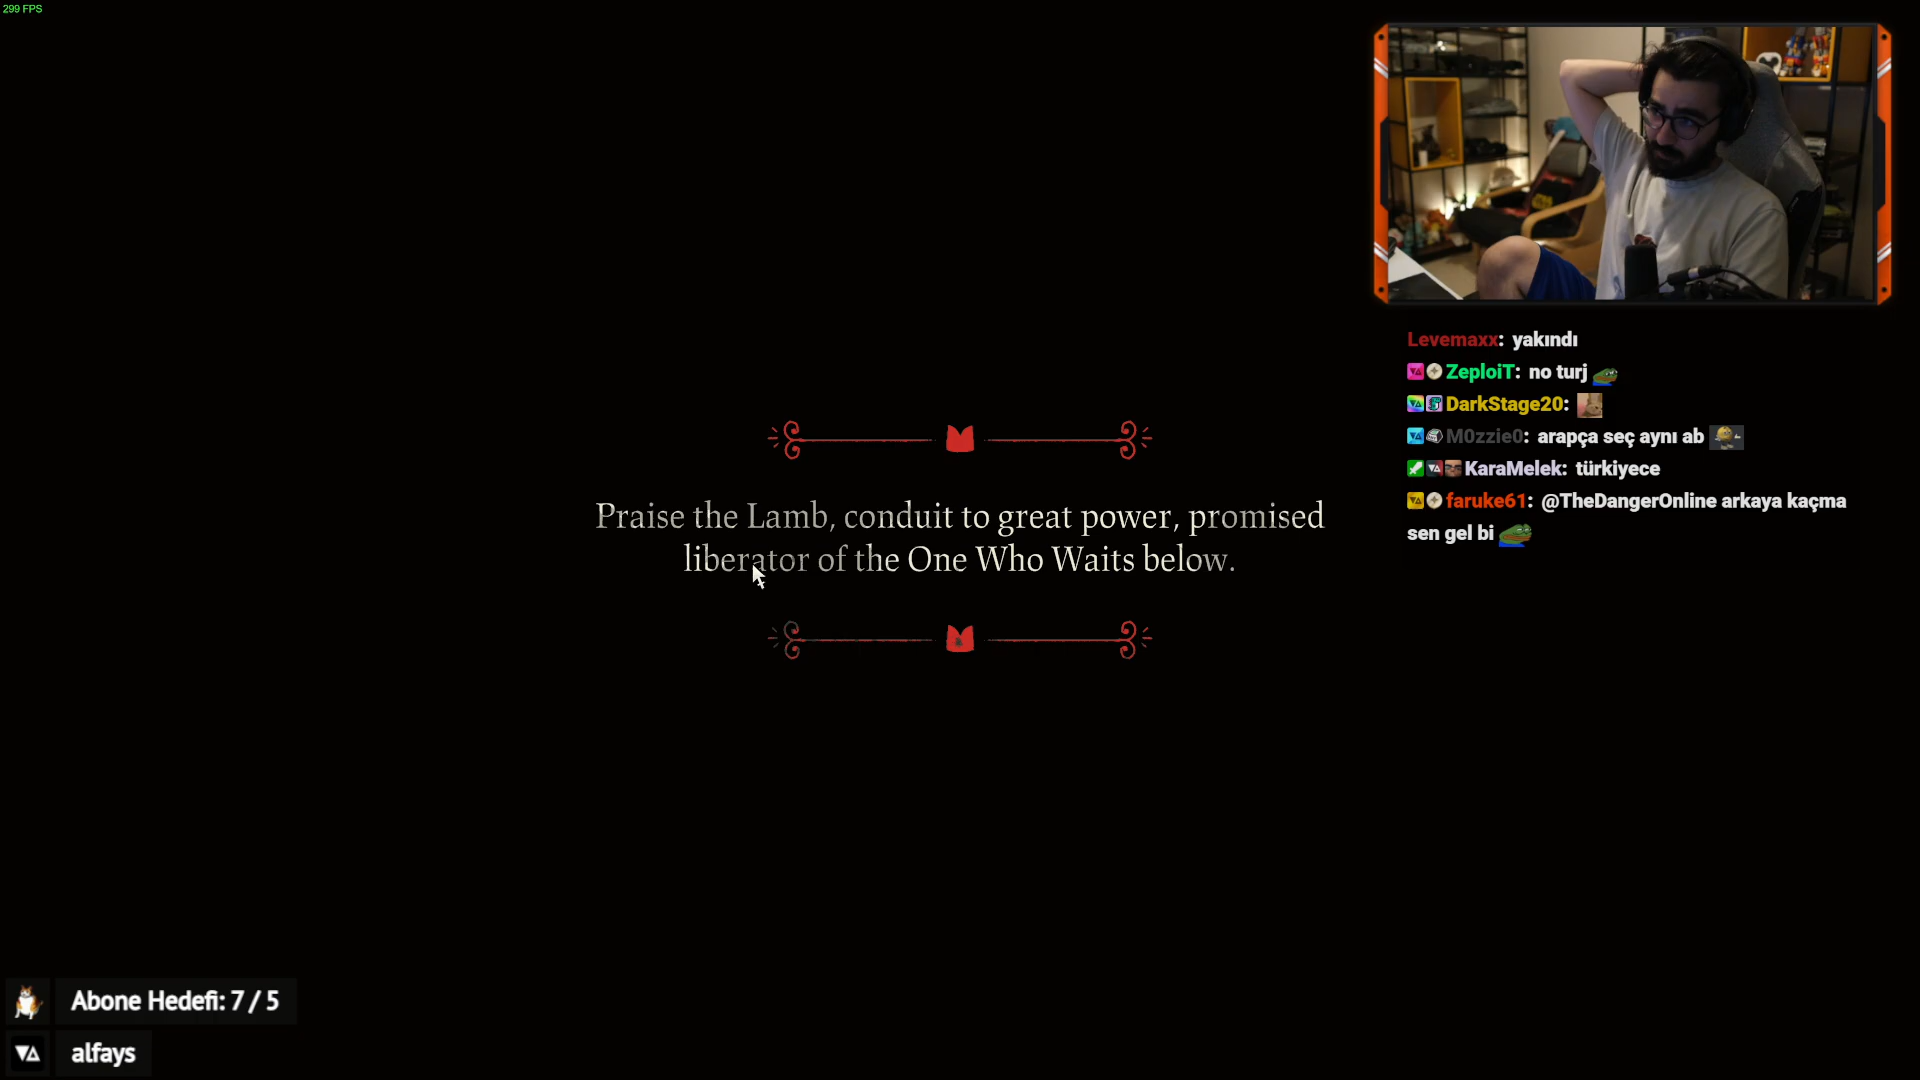 299 FPS
Levemaxx: yakındı
ZeploiT: no turj
DarkStage20:
M0zzie0: arapça seç aynı ab
KaraMelek: türkiyece
faruke61: @TheDangerOnline arkaya kaçma
sen gel bi
Praise the Lamb, conduit to great power, promised
liberator of the One Who Waits below.
Abone Hedefi: 7 / 5
alfays